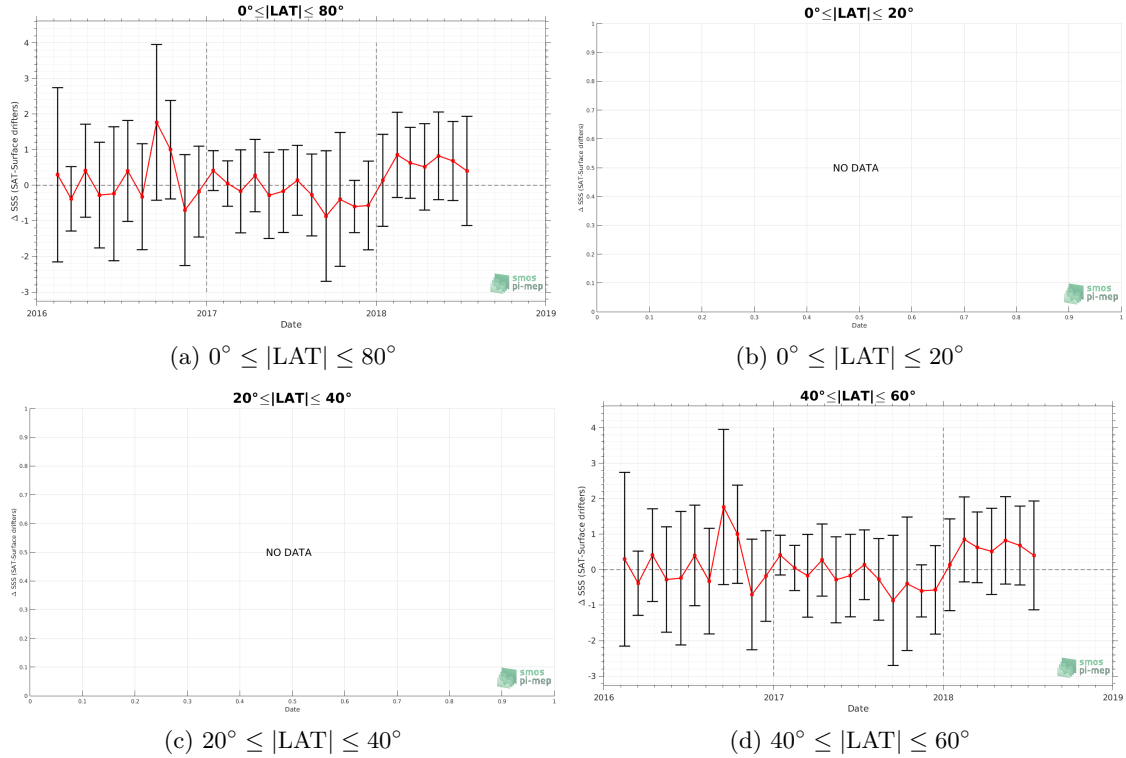 0°≤|LAT|≤ 80°
4
3
2
1
0
-1
-2
-3
Δ SSS (SAT-Surface drifters)
2016
2017
2018
2019
Date
smos
pi-mep
(a) 0° ≤ |LAT| ≤ 80°
0°≤|LAT|≤ 20°
1
0.9
0.8
0.7
0.6
0.5
0.4
0.3
0.2
0.1
0
Δ SSS (SAT-Surface drifters)
NO DATA
0 0.1 0.2 0.3 0.4 0.5 0.6 0.7 0.8 0.9 1
Date
smos
pi-mep
(b) 0° ≤ |LAT| ≤ 20°
20°≤|LAT|≤ 40°
1
0.9
0.8
0.7
0.6
0.5
0.4
0.3
0.2
0.1
0
Δ SSS (SAT-Surface drifters)
NO DATA
0 0.1 0.2 0.3 0.4 0.5 0.6 0.7 0.8 0.9 1
Date
smos
pi-mep
(c) 20° ≤ |LAT| ≤ 40°
40°≤|LAT|≤ 60°
4
3
2
1
0
-1
-2
-3
Δ SSS (SAT-Surface drifters)
2016
2017
2018
2019
Date
smos
pi-mep
(d) 40° ≤ |LAT| ≤ 60°